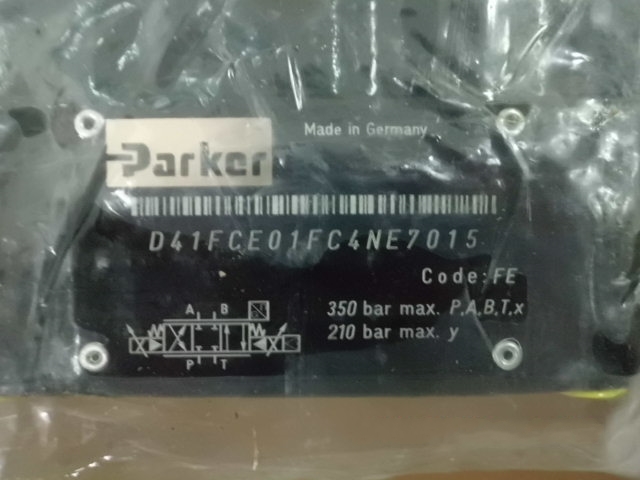 Made in Germany
Parker
D41FCE01FC4NE7015
Code: FE
350 bar max. P,A,B,T,x
210 bar max. y
A B
P T